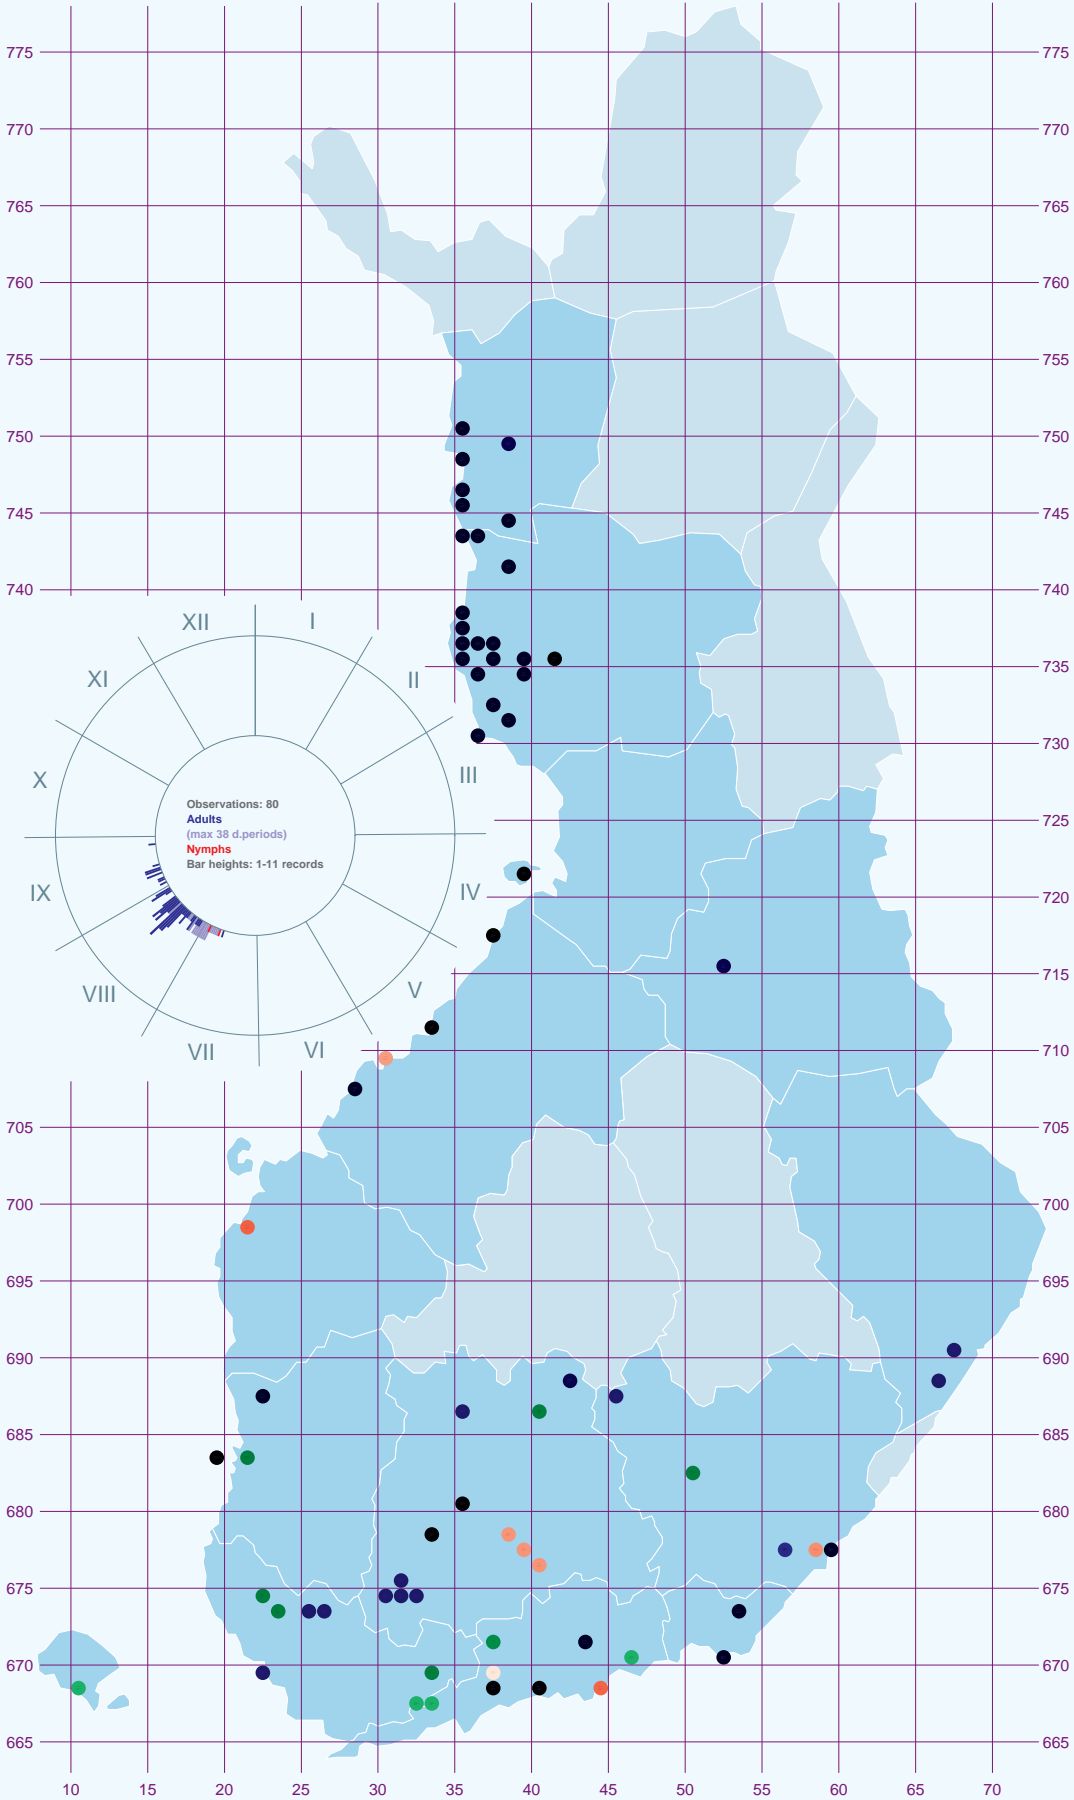 775 775
770 770
765 765
760 760
755 755
750 750
745 745
740 740
XII I
XI II
735
730
X III
Observations: 80
Adults
(max 38 d.periods)
Nymphs
Bar heights: 1-11 records
725
IX IV
720
VIII V
715
VII VI
710
705 705
700 700
695 695
690 690
685 685
680 680
675 675
670 670
665 665
10 15 20 25 30 35 40 45 50 55 60 65 70